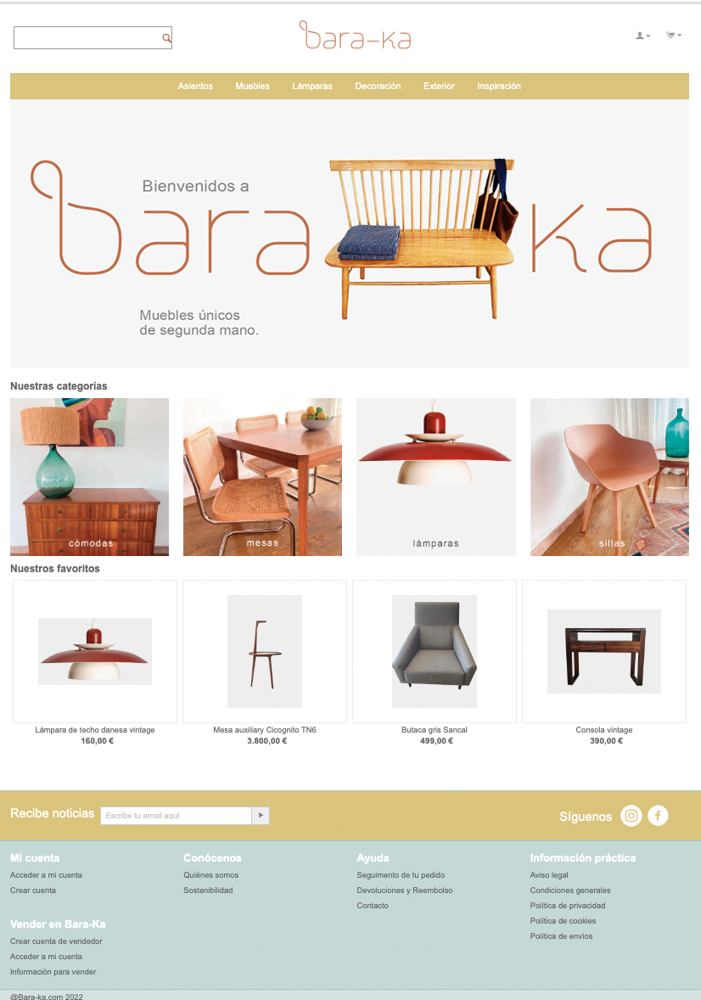 bara-ka
Asientos Muebles Lámparas Decoración Exterior Inspiración
Bienvenidos a
bara ka
Muebles únicos
de segunda mano.
Nuestras categorías
cómodas mesas lámparas sillas
Nuestros favoritos
Lámpara de techo danesa vintage Mesa auxiliary Cicognito TN6 Butaca gris Sancal Consola vintage
160,00 € 3.800,00 € 499,00 € 390,00 €
Recibe noticias Escribe tu email aquí Síguenos
Mi cuenta Conócenos Ayuda Información práctica
Acceder a mi cuenta Quiénes somos Seguimento de tu pedido Aviso legal
Crear cuenta Sostenibilidad Devoluciones y Reembolso Condiciones generales
Contacto Política de privacidad
Vender en Bara-Ka Política de cookies
Crear cuenta de vendedor Política de envíos
Acceder a mi cuenta
Información para vender
@Bara-ka.com 2022